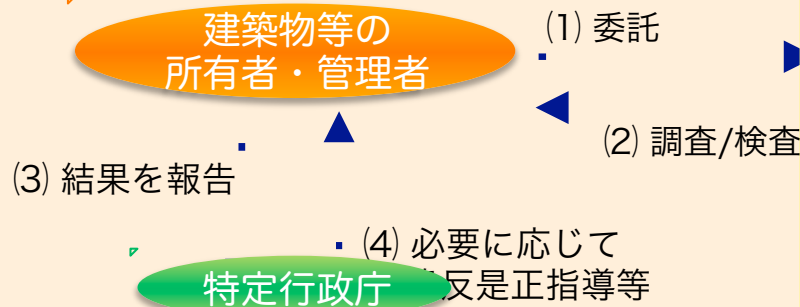 建築物等の
所有者・管理者
(1) 委託
(2) 調査/検査
(3) 結果を報告
(4) 必要に応じて
反是正指導等
特定行政庁